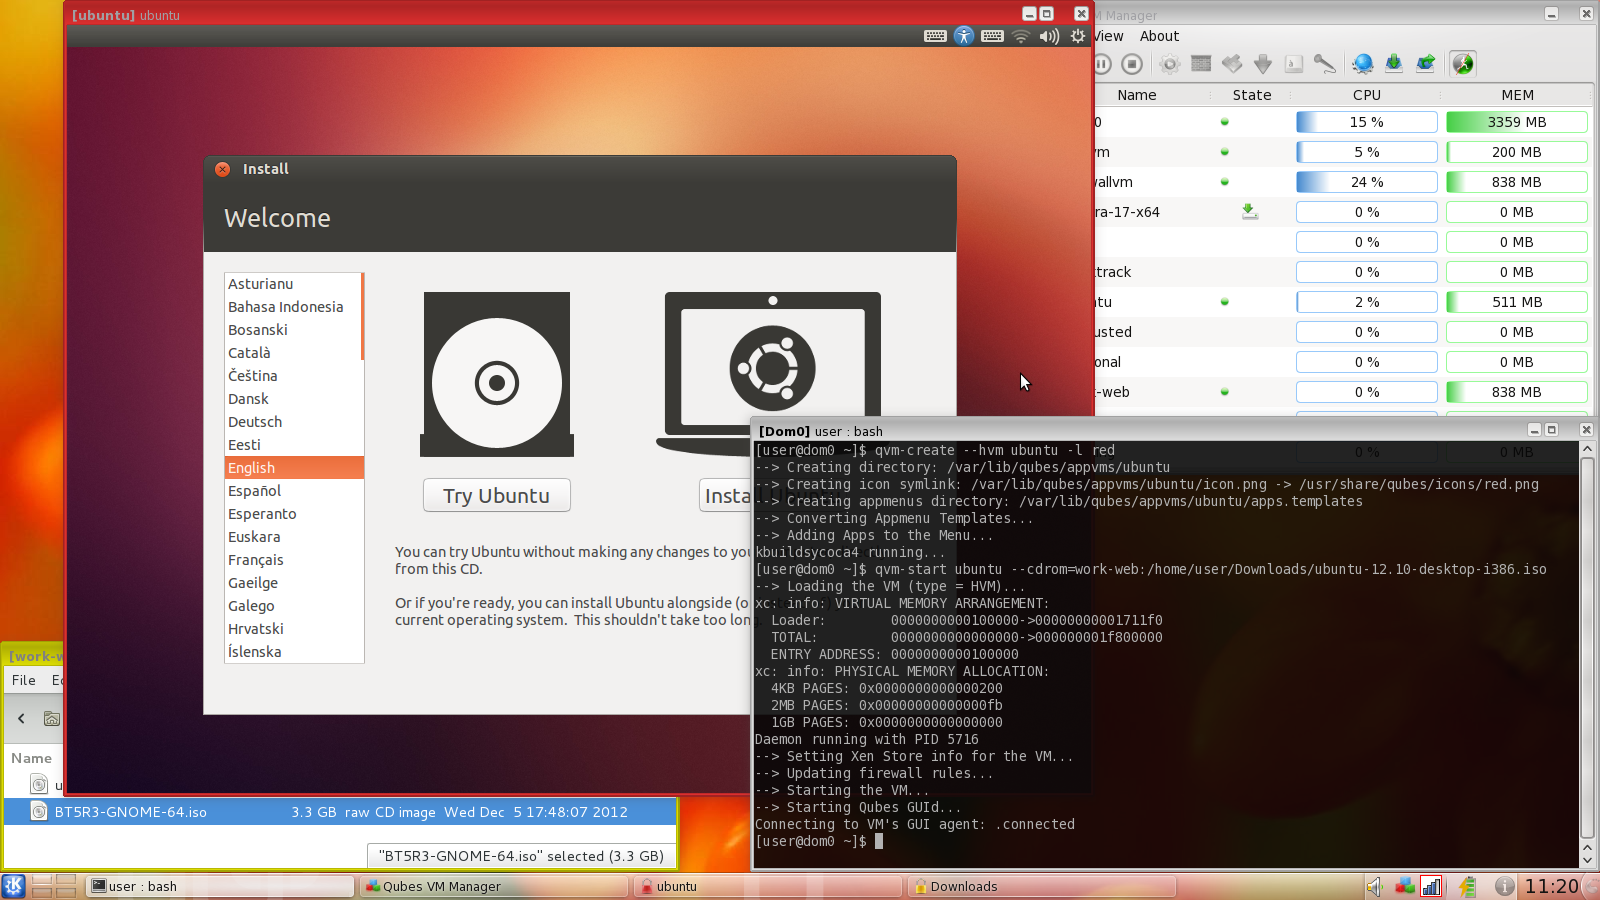 [ubuntu] ubuntu
Install
Welcome
Asturianu
Bahasa Indonesia
Bosanski
Català
Čeština
Dansk
Deutsch
Eesti
English
Español
Esperanto
Euskara
Français
Gaeilge
Galego
Hrvatski
Íslenska
Try Ubuntu
You can try Ubuntu without making any changes to
from this CD.
Or if you're ready, you can install Ubuntu alongside
current operating system. This shouldn't take too
M Manager
View About
Name State CPU MEM
0 15 % 3359 MB
vm 5 % 200 MB
wallvm 24 % 838 MB
ra-17-x64 0 % 0 MB
0 % 0 MB
ttrack 0 % 0 MB
tu 2 % 511 MB
usted 0 % 0 MB
onal 0 % 0 MB
-web 0 % 838 MB
[Dom0] user : bash
[user@dom0 ~]$ qvm-create --hvm ubuntu -l red
--> Creating directory: /var/lib/qubes/appvms/ubuntu
--> Creating icon symlink: /var/lib/qubes/appvms/ubuntu/icon.png -> /usr/share/qubes/icons/red.png
--> Creating appmenus directory: /var/lib/qubes/appvms/ubuntu/apps.templates
--> Converting Appmenu Templates...
--> Adding Apps to the Menu...
kbuildsycoca4 running...
[user@dom0 ~]$ qvm-start ubuntu --cdrom=work-web:/home/user/Downloads/ubuntu-12.10-desktop-i386.iso
--> Loading the VM (type = HVM)...
xc: info: VIRTUAL MEMORY ARRANGEMENT:
Loader: 0000000000100000->00000000001711f0
TOTAL: 0000000000000000->000000001f800000
ENTRY ADDRESS: 0000000000100000
xc: info: PHYSICAL MEMORY ALLOCATION:
4KB PAGES: 0x0000000000000200
2MB PAGES: 0x00000000000000fb
1GB PAGES: 0x0000000000000000
Daemon running with PID 5716
--> Setting Xen Store info for the VM...
--> Updating firewall rules...
--> Starting the VM...
--> Starting Qubes GUId...
Connecting to VM's GUI agent: .connected
[user@dom0 ~]$
[work-w
File Ed
Name
u
BT5R3-GNOME-64.iso 3.3 GB raw CD image Wed Dec 5 17:48:07 2012
"BT5R3-GNOME-64.iso" selected (3.3 GB)
user : bash Qubes VM Manager ubuntu Downloads 11:20